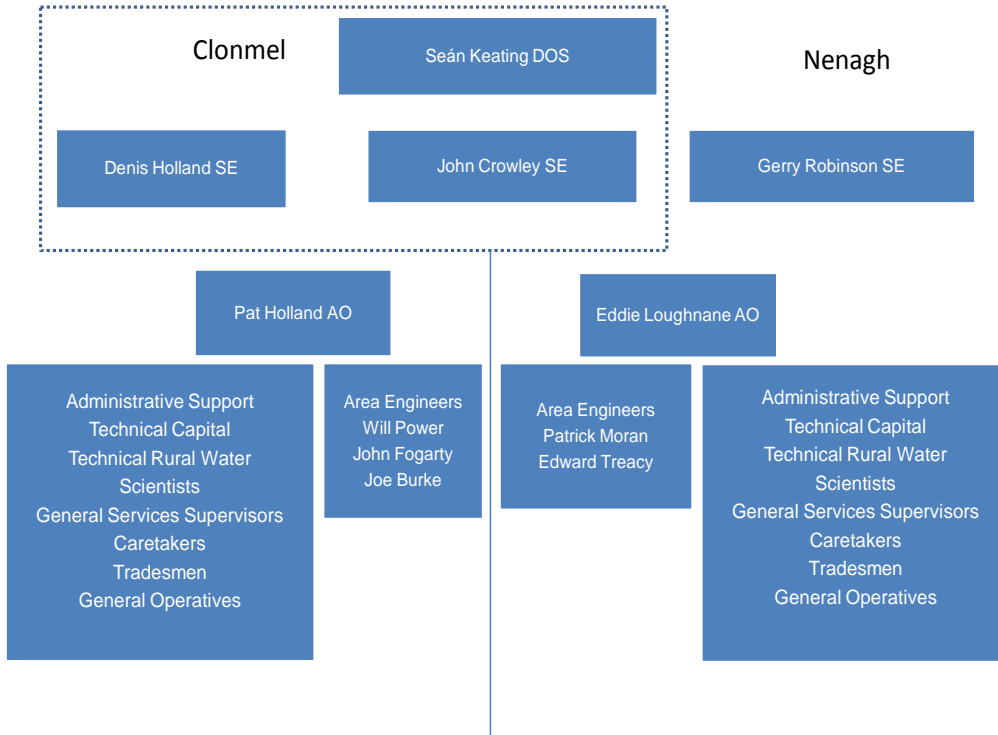 Clonmel
Seán Keating DOS
Nenagh
Denis Holland SE
John Crowley SE
Gerry Robinson SE
Pat Holland AO
Eddie Loughnane AO
Administrative Support
Technical Capital
Technical Rural Water
Scientists
General Services Supervisors
Caretakers
Tradesmen
General Operatives
Area Engineers
Will Power
John Fogarty
Joe Burke
Area Engineers
Patrick Moran
Edward Treacy
Administrative Support
Technical Capital
Technical Rural Water
Scientists
General Services Supervisors
Caretakers
Tradesmen
General Operatives